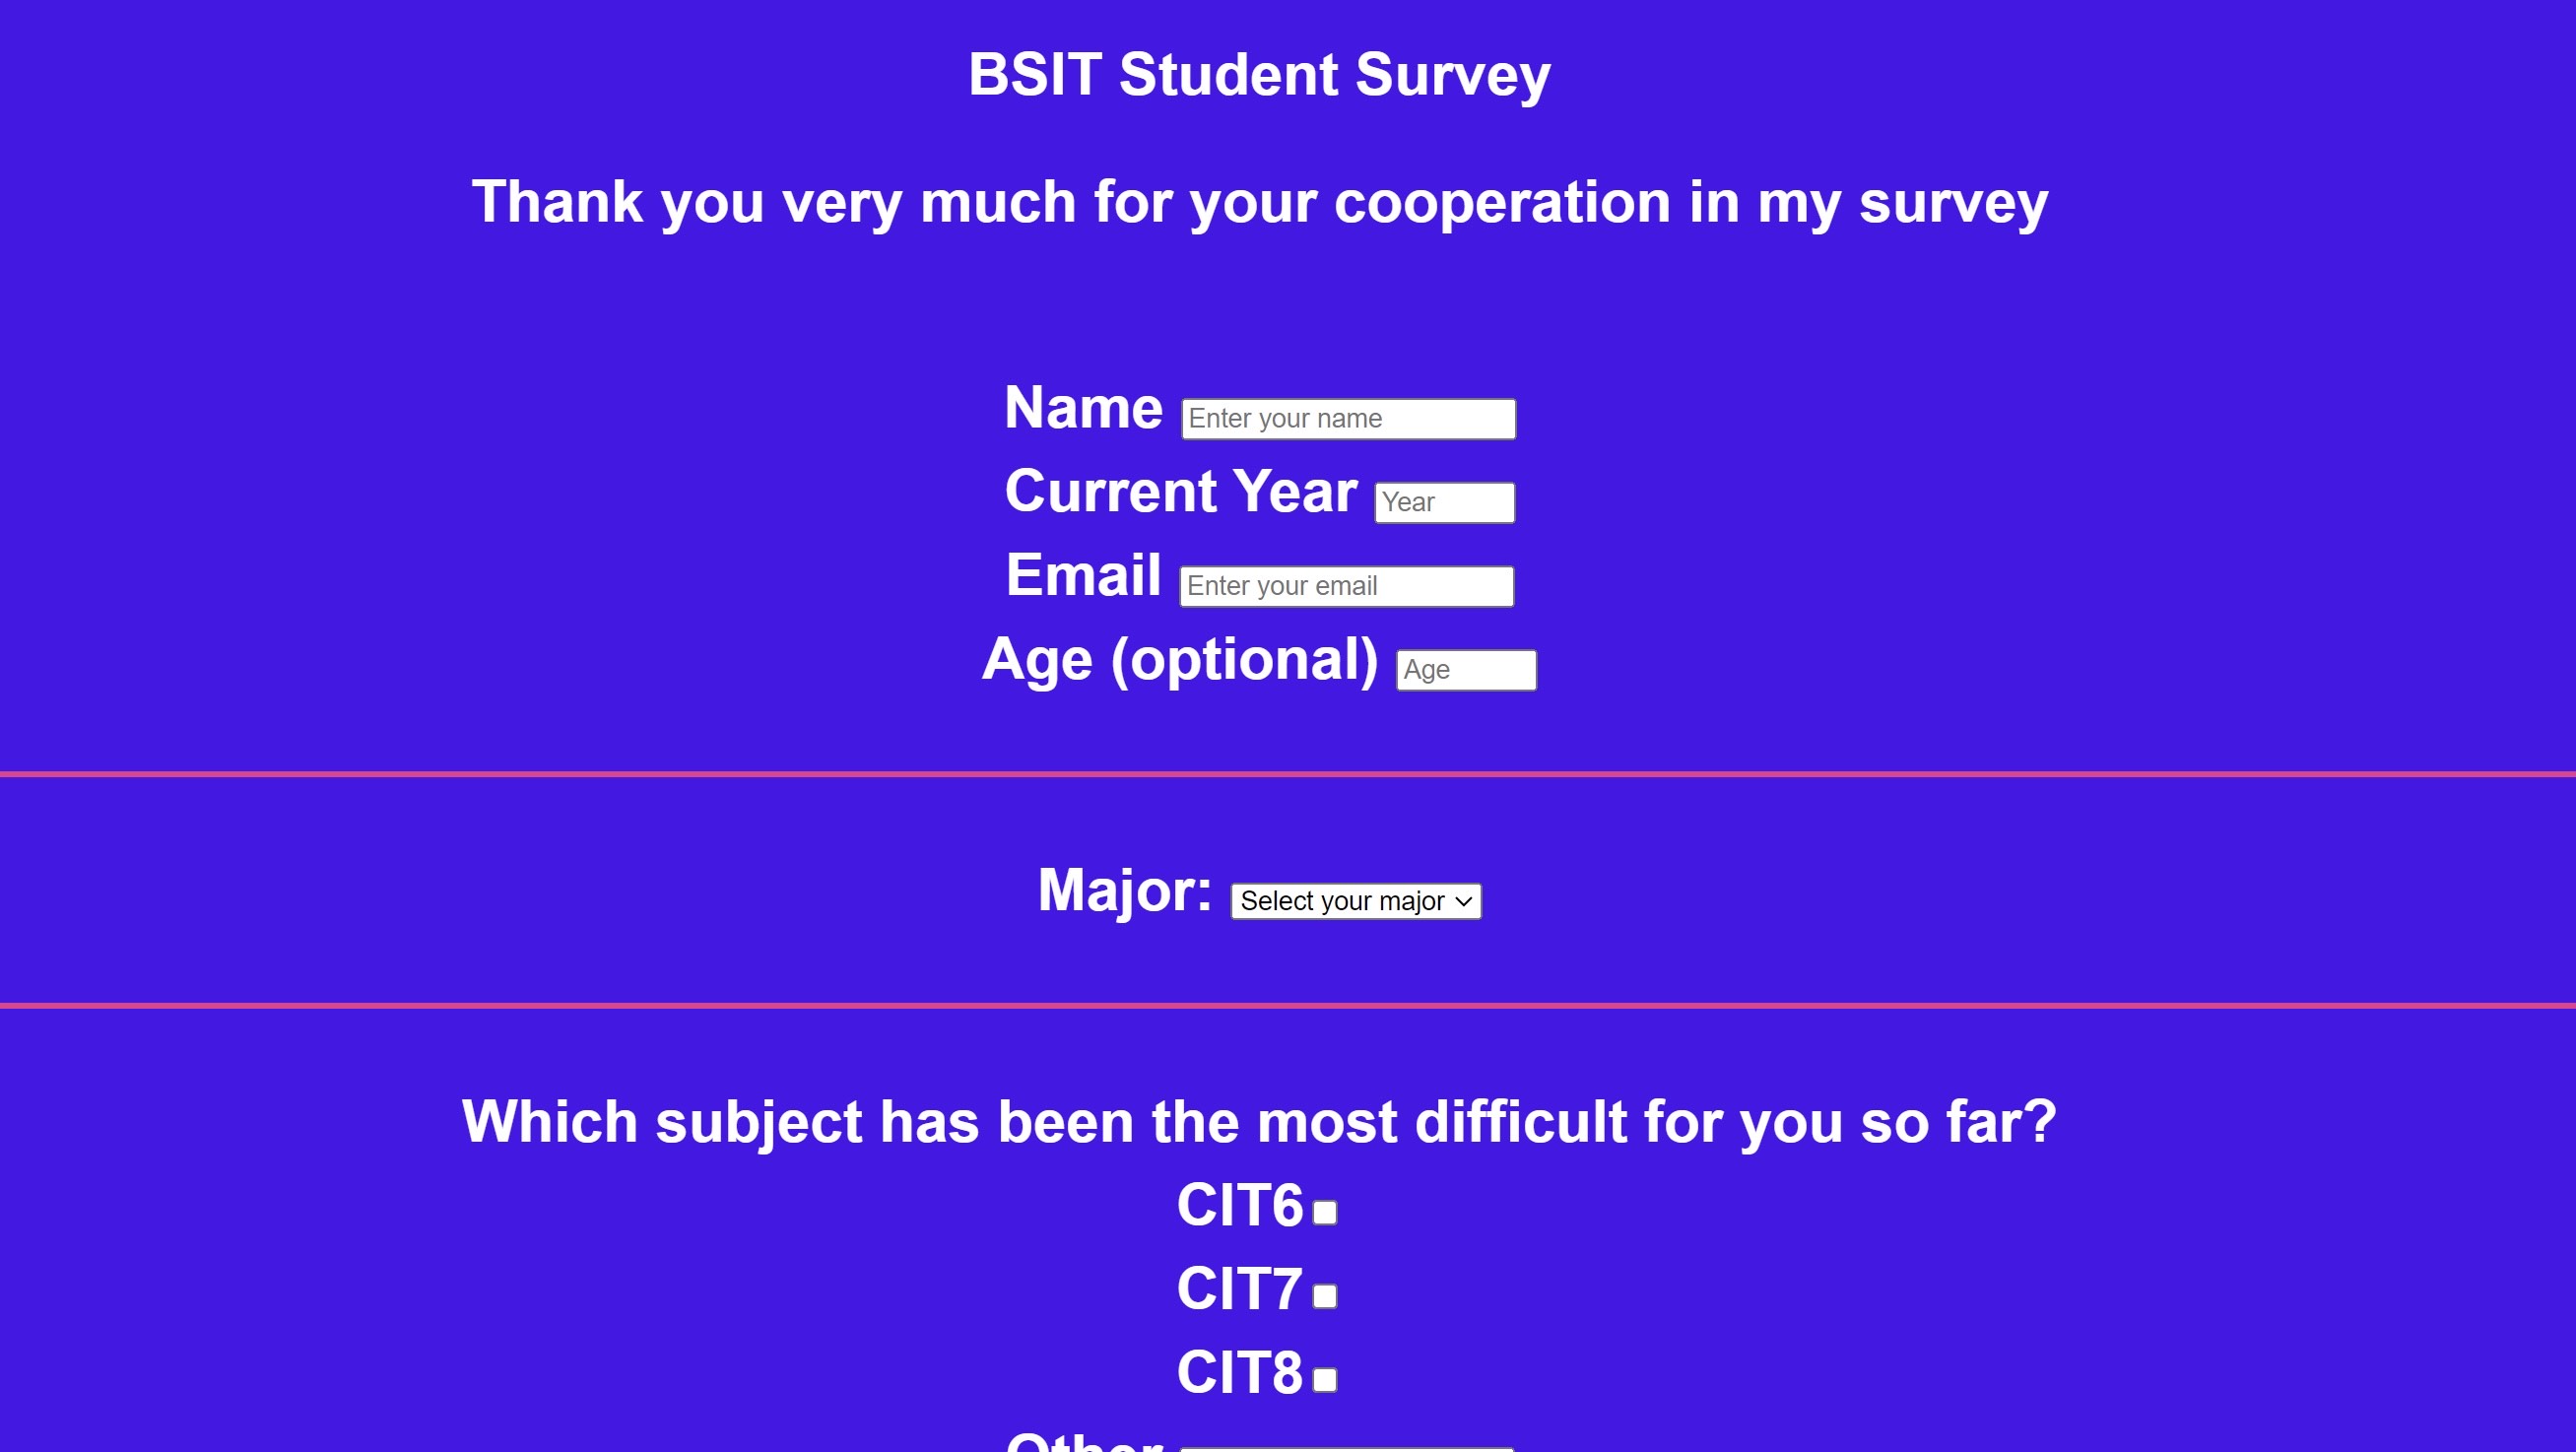 BSIT Student Survey
Thank you very much for your cooperation in my survey
Name Enter your name
Current Year Year
Email Enter your email
Age (optional) Age
Major: Select your major
Which subject has been the most difficult for you so far?
CIT6
CIT7
CIT8
Other